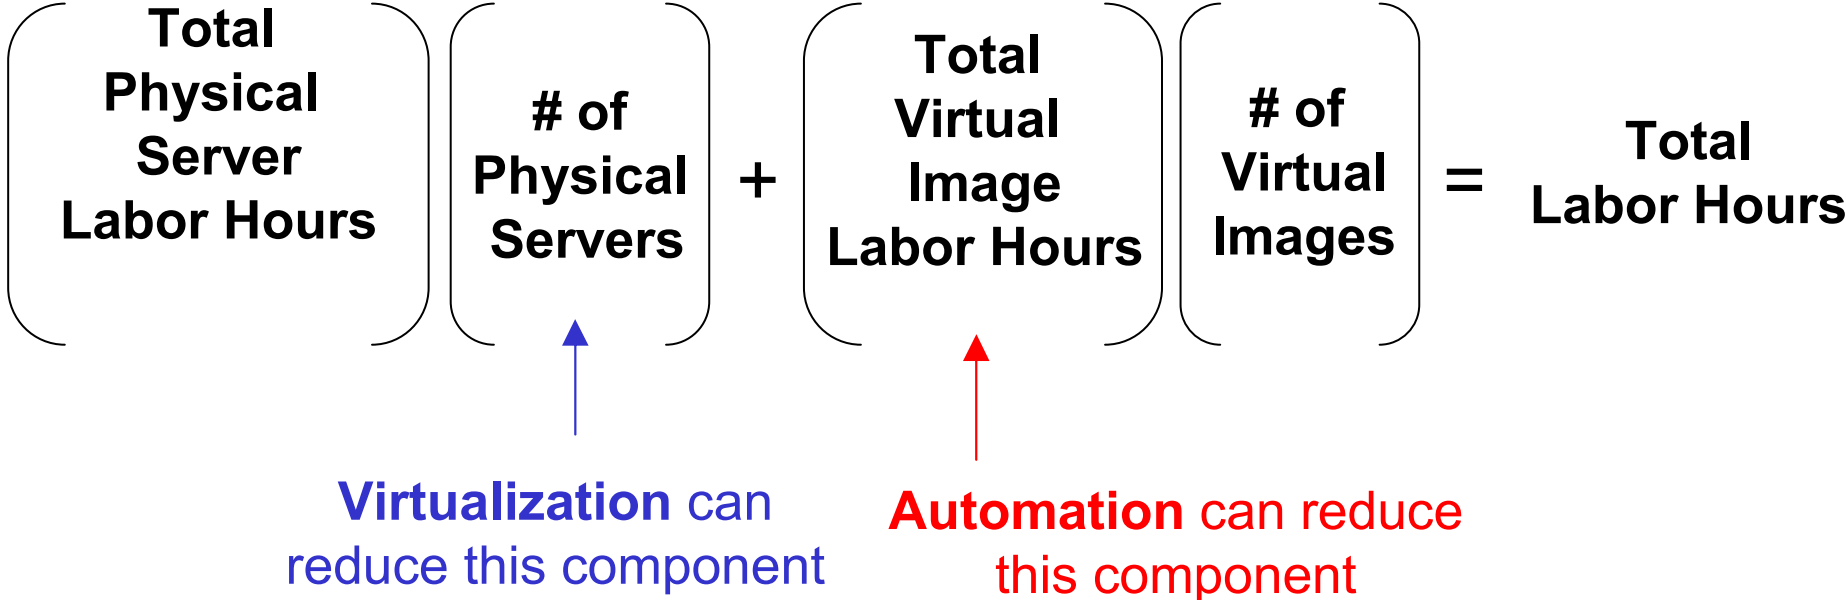 Total
Physical
Server
Labor Hours
# of
Physical
Servers
+
Total
Virtual
Image
Labor Hours
# of
Virtual
Images
=
Total
Labor Hours
Virtualization can
reduce this component
Automation can reduce
this component